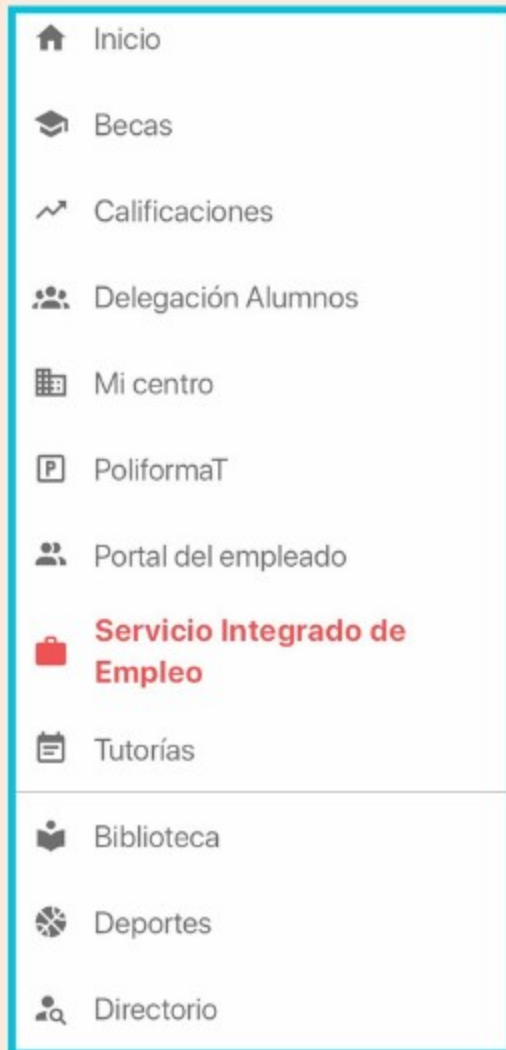 Inicio
Becas
Calificaciones
Delegación Alumnos
Mi centro
P PoliformaT
Portal del empleado
Servicio Integrado de
Empleo
Tutorías
Biblioteca
Deportes
Directorio